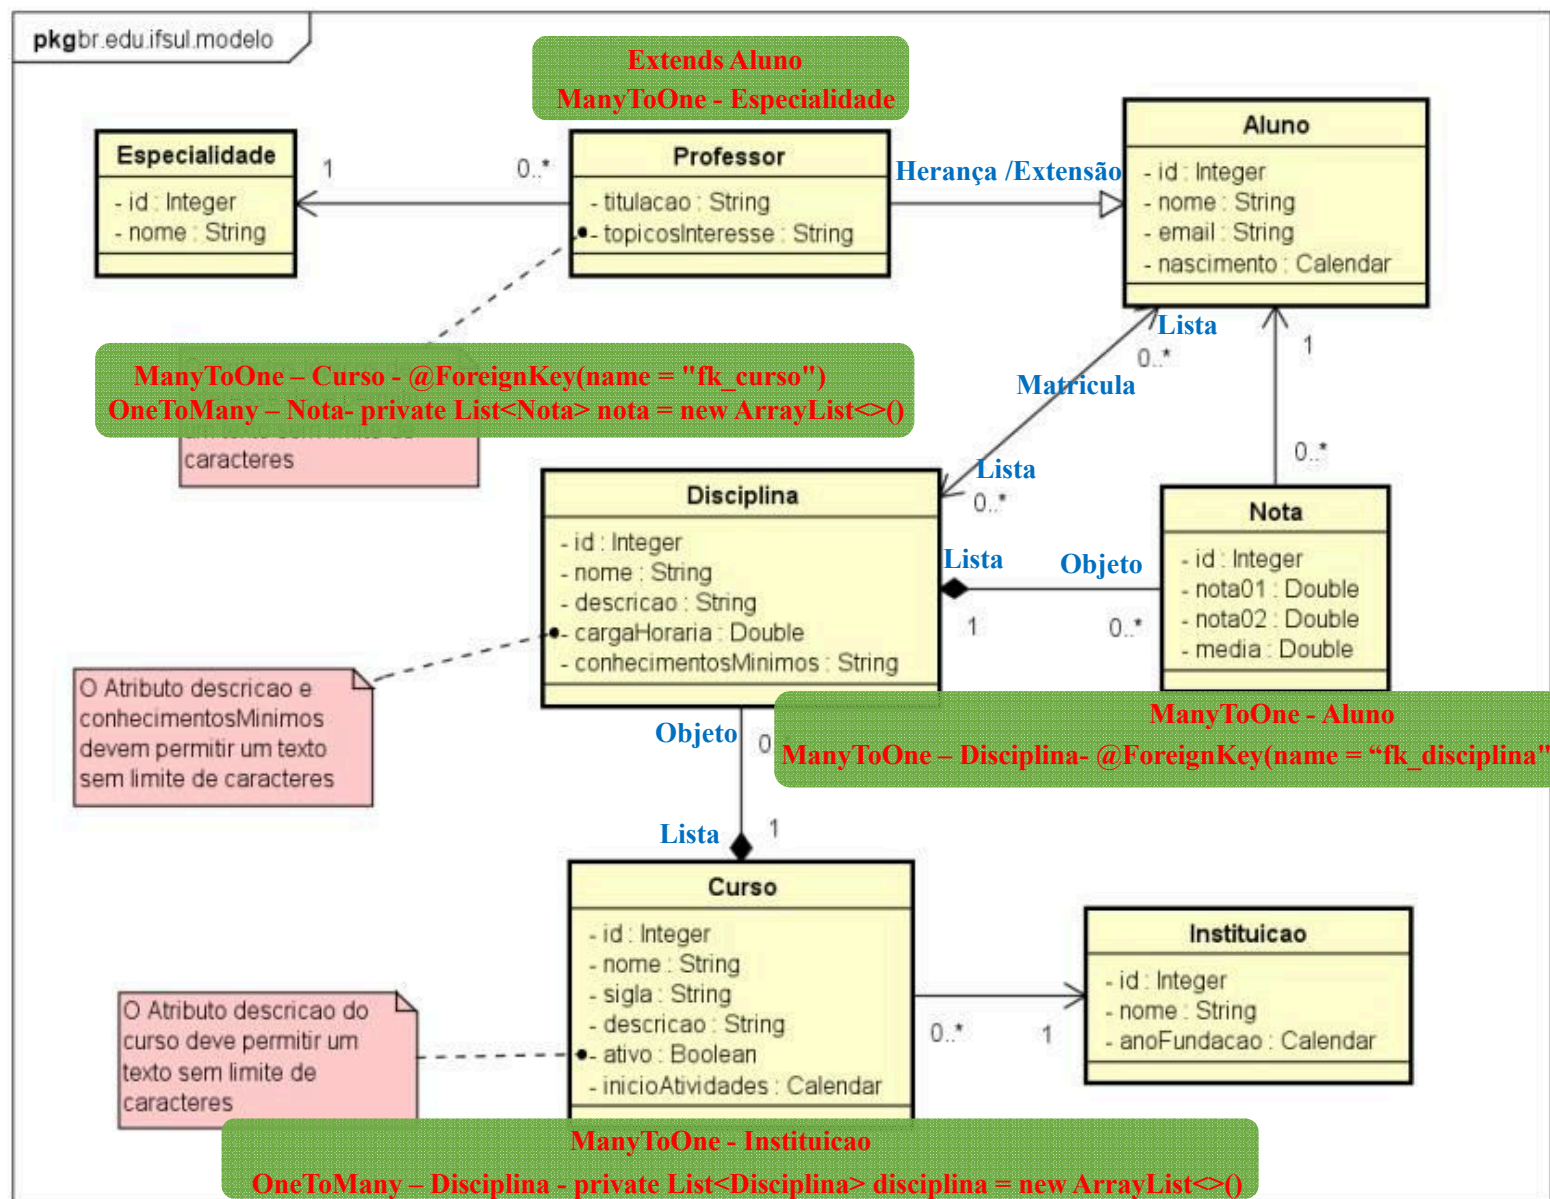 pkg br.edu.ifsul.modelo
Extends Aluno
ManyToOne - Especialidade
Especialidade
- id : Integer
- nome : String
1
0..*
Professor
- titulacao : String
- topicosInteresse : String
Herança /Extensão
Aluno
- id : Integer
- nome : String
- email : String
- nascimento : Calendar
ManyToOne – Curso - @ForeignKey(name = "fk_curso")
OneToMany – Nota- private List<Nota> nota = new ArrayList<>()
um texto sem limite de
caracteres
Lista
0..*
Matricula
Lista
0..*
1
0..*
Disciplina
- id : Integer
- nome : String
- descricao : String
- cargaHoraria : Double
- conhecimentosMinimos : String
Lista
Objeto
1
0..*
Nota
- id : Integer
- nota01 : Double
- nota02 : Double
- media : Double
O Atributo descricao e
conhecimentosMinimos
devem permitir um texto
sem limite de caracteres
ManyToOne - Aluno
ManyToOne – Disciplina- @ForeignKey(name = “fk_disciplina"
Objeto
Lista
1
Curso
- id : Integer
- nome : String
- sigla : String
- descricao : String
- ativo : Boolean
- inicioAtividades : Calendar
0..*
1
Instituicao
- id : Integer
- nome : String
- anoFundacao : Calendar
O Atributo descricao do
curso deve permitir um
texto sem limite de
caracteres
ManyToOne - Instituicao
OneToMany – Disciplina - private List<Disciplina> disciplina = new ArrayList<>()